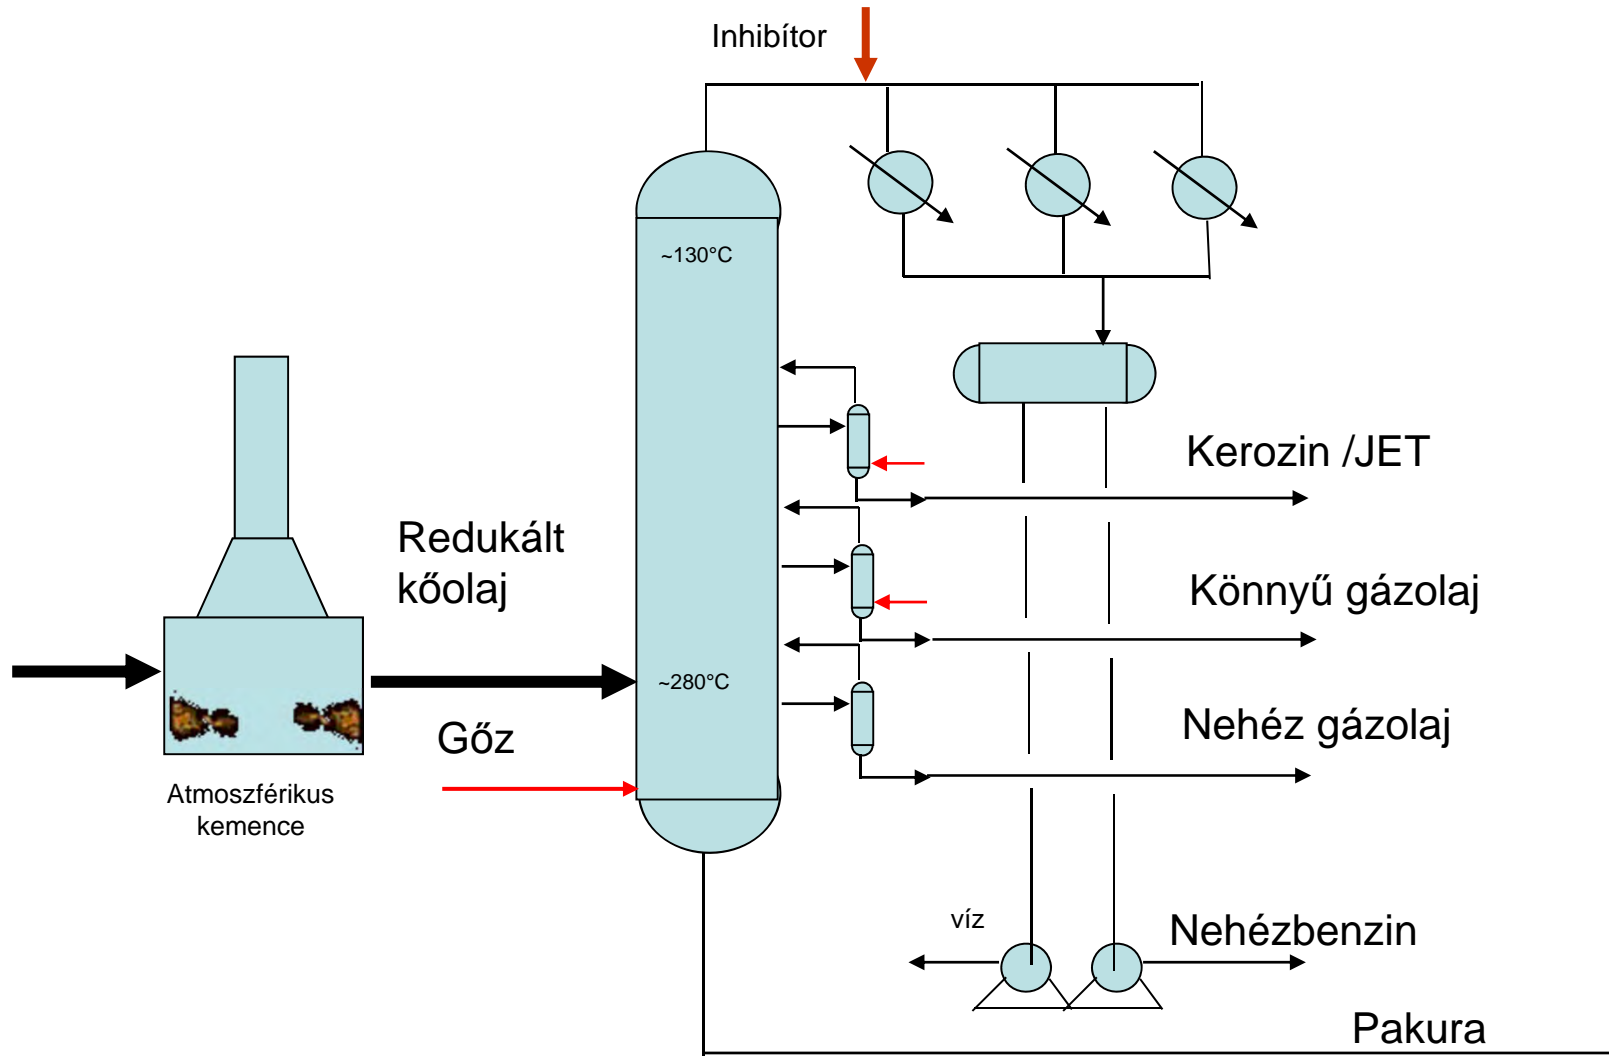 Inhibítor
~130°C
Kerozin /JET
Redukált
kőolaj
Könnyű gázolaj
~280°C
Nehéz gázolaj
Gőz
Atmoszférikus
kemence
víz
Nehézbenzin
Pakura